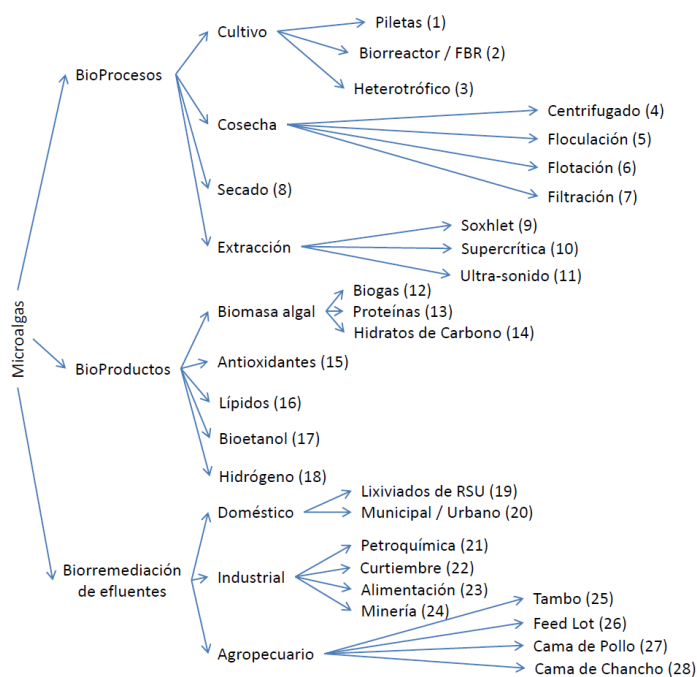 Microalgas
BioProcesos
Cultivo
Piletas (1)
Biorreactor / FBR (2)
Heterotrófico (3)
Cosecha
Centrifugado (4)
Floculación (5)
Flotación (6)
Filtración (7)
Secado (8)
Extracción
Soxhlet (9)
Supercrítica (10)
Ultra-sonido (11)
BioProductos
Biomasa algal
Biogas (12)
Proteínas (13)
Hidratos de Carbono (14)
Antioxidantes (15)
Lípidos (16)
Bioetanol (17)
Hidrógeno (18)
Biorremediación
de efluentes
Doméstico
Lixiviados de RSU (19)
Municipal / Urbano (20)
Industrial
Petroquímica (21)
Curtiembre (22)
Alimentación (23)
Minería (24)
Agropecuario
Tambo (25)
Feed Lot (26)
Cama de Pollo (27)
Cama de Chancho (28)